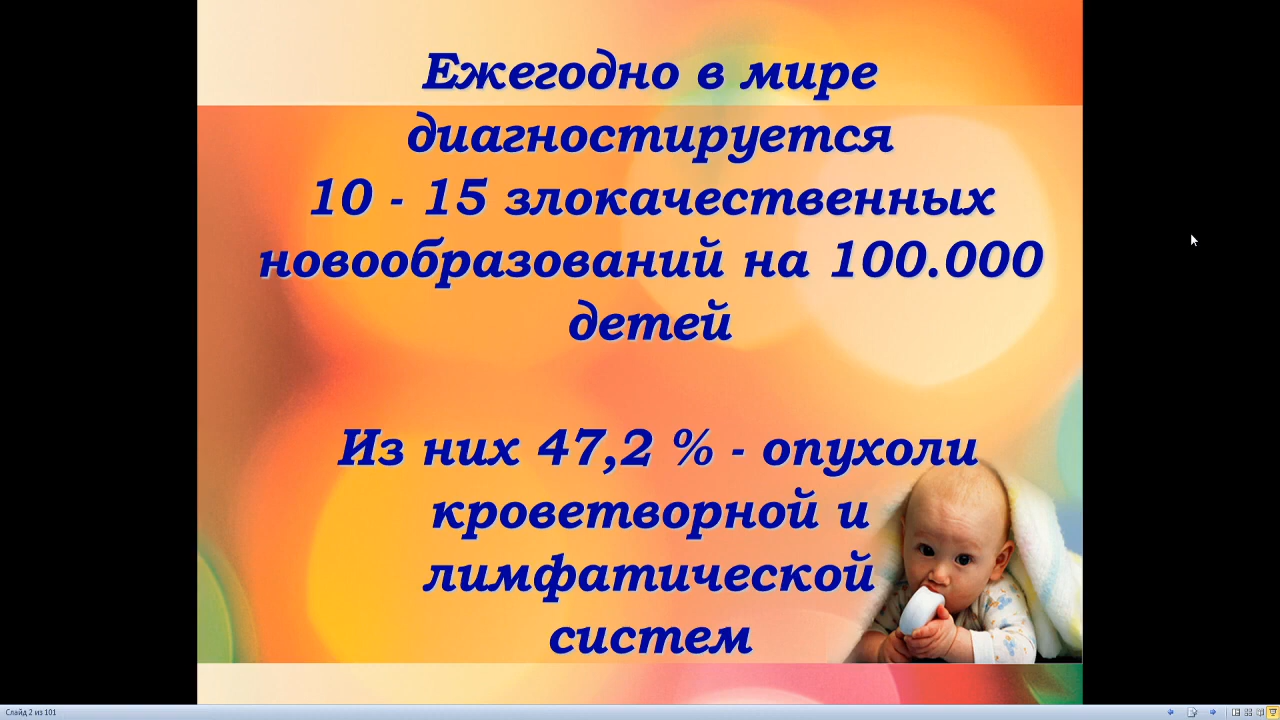 Ежегодно в мире
диагностируется
10 - 15 злокачественных
новообразований на 100.000
детей
Из них 47,2 % - опухоли
кроветворной и
лимфатической
систем
Слайд 2 из 101